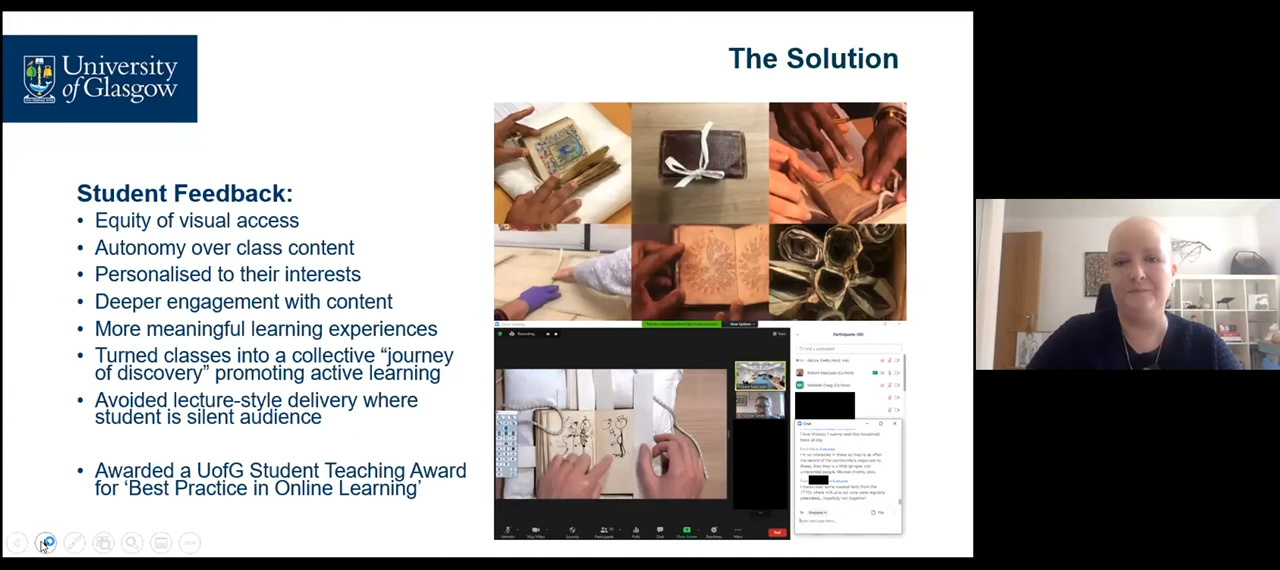 University
of Glasgow
The Solution
Student Feedback:
• Equity of visual access
• Autonomy over class content
• Personalised to their interests
• Deeper engagement with content
• More meaningful learning experiences
• Turned classes into a collective “journey
of discovery” promoting active learning
• Avoided lecture-style delivery where
student is silent audience
• Awarded a UofG Student Teaching Award
for ‘Best Practice in Online Learning’
Participants
Chat
Everyone